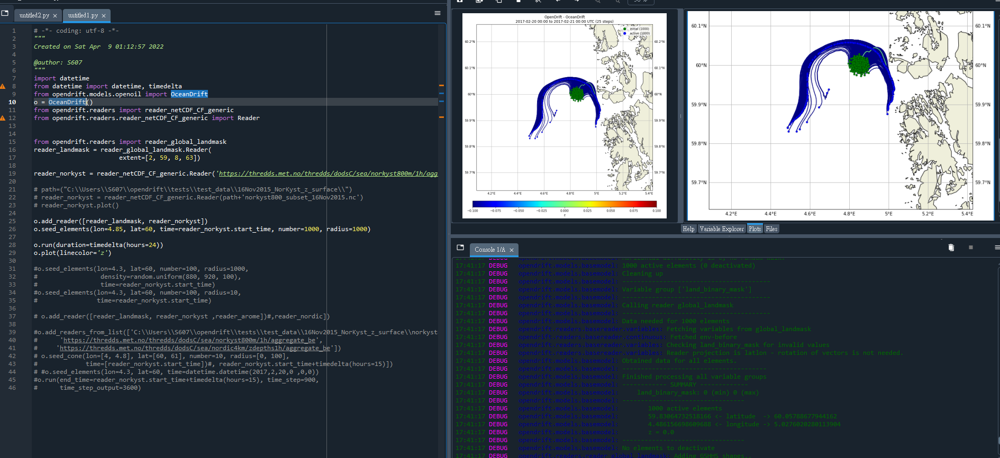 untitled2.py ×
untitled1.py ×
1 # -*- coding: utf-8 -*-
2 """
3 Created on Sat Apr  9 01:12:57 2022
4
5 @author: S607
6 """
7 import datetime
8 from datetime import datetime, timedelta
9 from opendrift.models.openoil import OceanDrift
10 o = OceanDrift()
11 from opendrift.readers import reader_netCDF_CF_generic
12 from opendrift.readers.reader_netCDF_CF_generic import Reader
13
14
15 from opendrift.readers import reader_global_landmask
16 reader_landmask = reader_global_landmask.Reader(
17 extent=[2, 59, 8, 63])
18
19 reader_norkyst = reader_netCDF_CF_generic.Reader('https://thredds.met.no/thredds/dodsC/sea/norkyst800m/1h/agg
20
21 # path=("C:\\Users\\S607\\opendrift\\tests\\test_data\\16Nov2015_NorKyst_z_surface\\")
22 # reader_norkyst = reader_netCDF_CF_generic.Reader(path+'norkyst800_subset_16Nov2015.nc')
23 # reader_norkyst.plot()
24
25 o.add_reader([reader_landmask, reader_norkyst])
26 o.seed_elements(lon=4.85, lat=60, time=reader_norkyst.start_time, number=1000, radius=1000)
27
28 o.run(duration=timedelta(hours=24))
29 o.plot(linecolor='z')
30
31 #o.seed_elements(lon=4.3, lat=60, number=100, radius=1000,
32 # density=random.uniform(880, 920, 100),
33 # time=reader_norkyst.start_time)
34 #o.seed_elements(lon=4.3, lat=60, number=100, radius=10,
35 # time=reader_norkyst.start_time)
36
37 # o.add_reader([reader_landmask, reader_norkyst ,reader_arome])#,reader_nordic])
38
39 #o.add_readers_from_list(['C:\\Users\\S607\\opendrift\\tests\\test_data\\16Nov2015_NorKyst_z_surface\\norkyst
40 # 'https://thredds.met.no/thredds/dodsC/sea/norkyst800m/1h/aggregate_be',
41 # 'https://thredds.met.no/thredds/dodsC/sea/nordic4km/zdepths1h/aggregate_be'])
42 # o.seed_cone(lon=[4, 4.8], lat=[60, 61], number=10, radius=[0, 100],
43 # time=[reader_norkyst.start_time])#, reader_norkyst.start_time+timedelta(hours=15)])
44 # #o.seed_elements(lon=4.3, lat=60, time=datetime.datetime(2017,2,20,0 ,0,0))
45 #o.run(end_time=reader_norkyst.start_time+timedelta(hours=15), time_step=900,
46 # time_step_output=3600)
OpenDrift - OceanDrift
2017-02-20 00:00 to 2017-02-21 00:00 UTC (25 steps)
initial (1000)
active (1000)
60.2°N 60.2°N
60.1°N 60.1°N
60°N 60°N
59.9°N 59.9°N
59.8°N 59.8°N
59.7°N 59.7°N
4.2°E 4.4°E 4.6°E 4.8°E 5°E 5.2°E 5.4°E
−0.100 −0.075 −0.050 −0.025 0.000 0.025 0.050 0.075 0.100
z
60.1°N 60.1°N
60°N 60°N
59.9°N 59.9°N
59.8°N 59.8°N
59.7°N 59.7°N
4.2°E 4.4°E 4.6°E 4.8°E 5°E 5.2°E 5.4°E
Help Variable Explorer Plots Files
Console 1/A ×
17:41:17 DEBUG opendrift.models.basemodel: 1000 active elements (0 deactivated)
17:41:17 DEBUG opendrift.models.basemodel: Cleaning up
17:41:17 DEBUG opendrift.models.basemodel: ----------------------------------------
17:41:17 DEBUG opendrift.models.basemodel: Variable group ['land_binary_mask']
17:41:17 DEBUG opendrift.models.basemodel: ----------------------------------------
17:41:17 DEBUG opendrift.models.basemodel: Calling reader global_landmask
17:41:17 DEBUG opendrift.models.basemodel: ----------------------------------------
17:41:17 DEBUG opendrift.models.basemodel: Data needed for 1000 elements
17:41:17 DEBUG opendrift.readers.basereader.variables: Fetching variables from global_landmask
17:41:17 DEBUG opendrift.readers.basereader.continuous: Fetched env-before
17:41:17 DEBUG opendrift.readers.basereader.variables: Checking land_binary_mask for invalid values
17:41:17 DEBUG opendrift.readers.basereader.variables: Reader projection is latlon - rotation of vectors is not needed.
17:41:17 DEBUG opendrift.models.basemodel: Obtained data for all elements.
17:41:17 DEBUG opendrift.models.basemodel: ---------------------------------------
17:41:17 DEBUG opendrift.models.basemodel: Finished processing all variable groups
17:41:17 DEBUG opendrift.models.basemodel: ------------ SUMMARY -------------
17:41:17 DEBUG opendrift.models.basemodel: land_binary_mask: 0 (min) 0 (max)
17:41:17 DEBUG opendrift.models.basemodel: ---------------------------------
17:41:17 DEBUG opendrift.models.basemodel: 1000 active elements
17:41:17 DEBUG opendrift.models.basemodel: 59.83064732518166 <- latitude  -> 60.05788677944162
17:41:17 DEBUG opendrift.models.basemodel: 4.486156698609688 <- longitude -> 5.0276020280113904
17:41:17 DEBUG opendrift.models.basemodel: z = 0.0
17:41:17 DEBUG opendrift.models.basemodel: ---------------------------------
17:41:17 DEBUG opendrift.models.basemodel: No elements to deactivate
17:41:17 DEBUG opendrift.readers.reader_global_landmask: Adding GSHHS shapes..